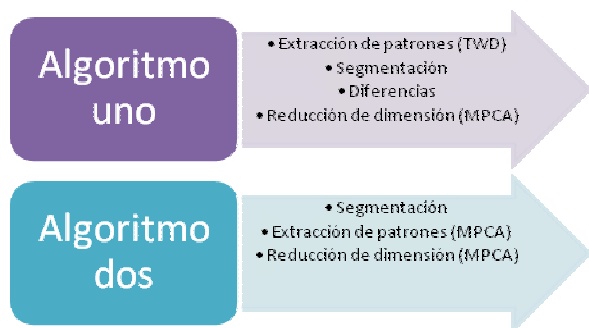 Algoritmo
uno
• Extracción de patrones (TWD)
• Segmentación
• Diferencias
• Reducción de dimensión (MPCA)
Algoritmo
dos
• Segmentación
• Extracción de patrones (MPCA)
• Reducción de dimensión (MPCA)